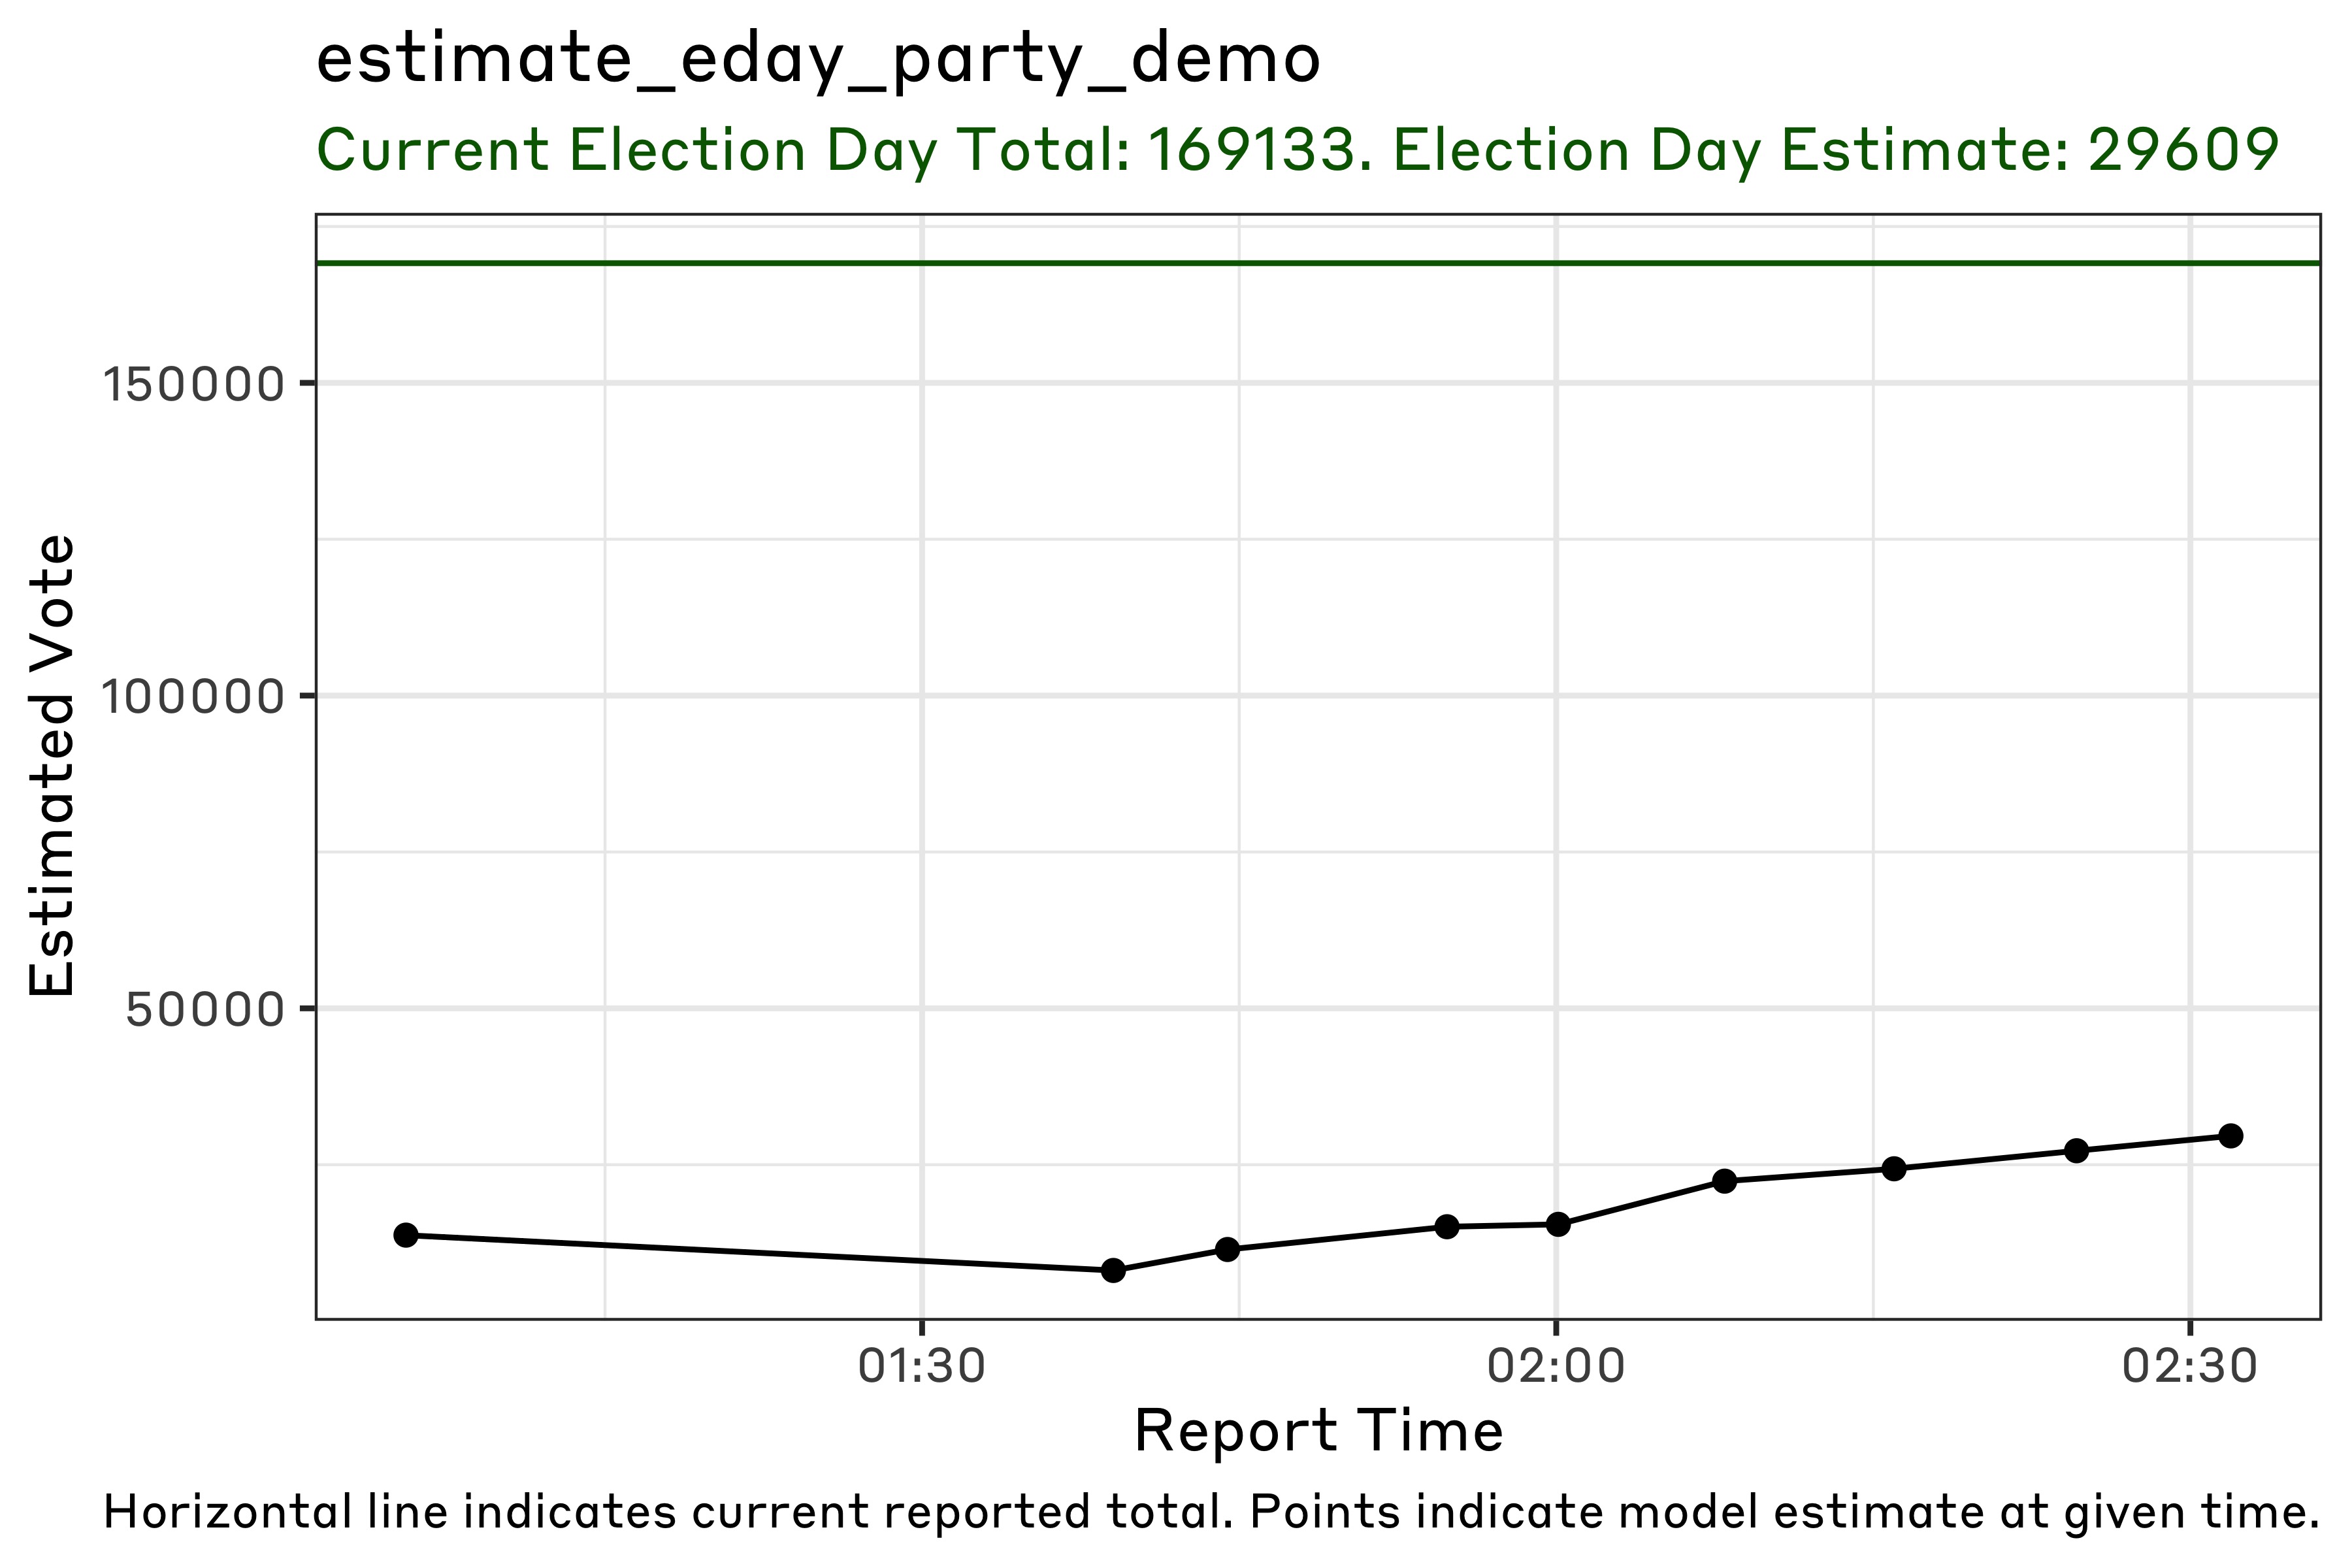 estimate_eday_party_demo
Current Election Day Total: 169133. Election Day Estimate: 29609
Estimated Vote
150000
100000
50000
01:30 02:00 02:30
Report Time
Horizontal line indicates current reported total. Points indicate model estimate at given time.